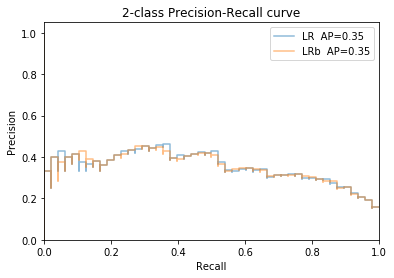 2-class Precision-Recall curve
LR AP=0.35
LRb AP=0.35
Precision
1.0
0.8
0.6
0.4
0.2
0.0
0.0 0.2 0.4 0.6 0.8 1.0
Recall